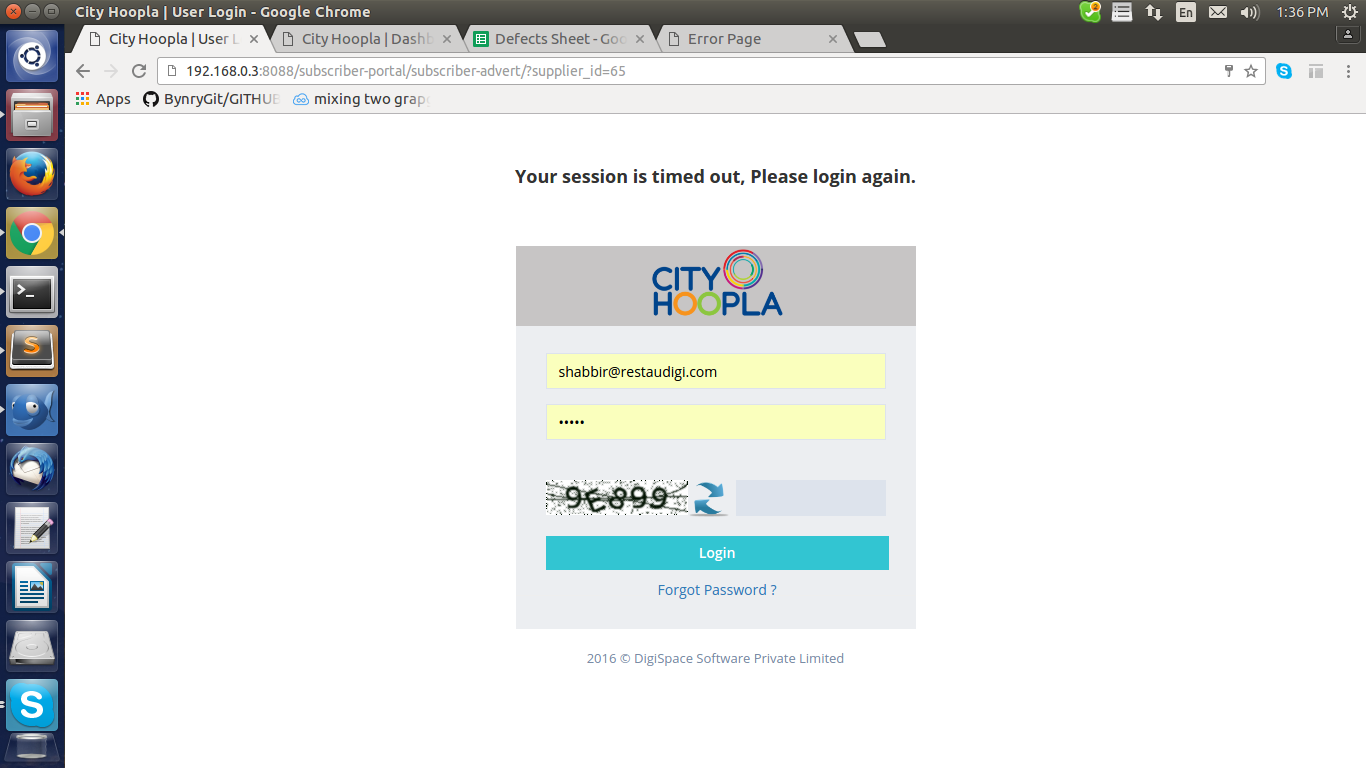 City Hoopla | User Login - Google Chrome
En
1:36 PM
City Hoopla | User L
City Hoopla | Dashb
Defects Sheet - Goo
Error Page
192.168.0.3:8088/subscriber-portal/subscriber-advert/?supplier_id=65
Apps
BynryGit/GITHUB
mixing two grap
Your session is timed out, Please login again.
CITY
HOOPLA
shabbir@restaudigi.com
•••••
9E899
Login
Forgot Password ?
2016 © DigiSpace Software Private Limited